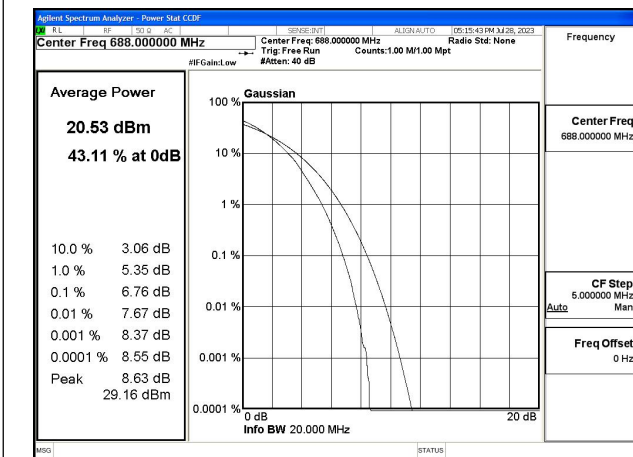 Agilent Spectrum Analyzer - Power Stat CCDF
RL RF 50 Ω AC SENSE:INT ALIGN AUTO 05:15:43 PM Jul 28, 2023
Center Freq 688.000000 MHz Center Freq: 688.000000 MHz Radio Std: None Frequency
Trig: Free Run Counts:1.00 M/1.00 Mpt
#IFGain:Low #Atten: 40 dB
Average Power
20.53 dBm
43.11 % at 0dB
10.0 % 3.06 dB
1.0 % 5.35 dB
0.1 % 6.76 dB
0.01 % 7.67 dB
0.001 % 8.37 dB
0.0001 % 8.55 dB
Peak 8.63 dB
29.16 dBm
Gaussian
100 %
10 %
1 %
0.1 %
0.01 %
0.001 %
0.0001 %
0 dB 20 dB
Info BW 20.000 MHz
Center Freq
688.000000 MHz
CF Step
5.000000 MHz
Auto Man
Freq Offset
0 Hz
MSG STATUS